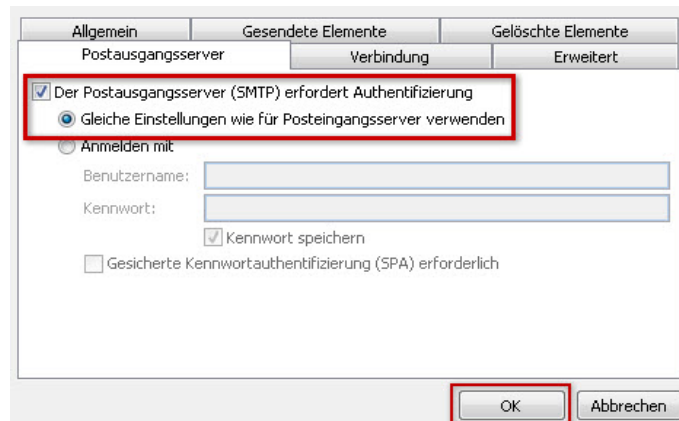 Allgemein Gesendete Elemente Gelöschte Elemente
Postausgangsserver Verbindung Erweitert
Der Postausgangsserver (SMTP) erfordert Authentifizierung
Gleiche Einstellungen wie für Posteingangsserver verwenden
Anmelden mit
Benutzername:
Kennwort:
Kennwort speichern
Gesicherte Kennwortauthentifizierung (SPA) erforderlich
OK Abbrechen